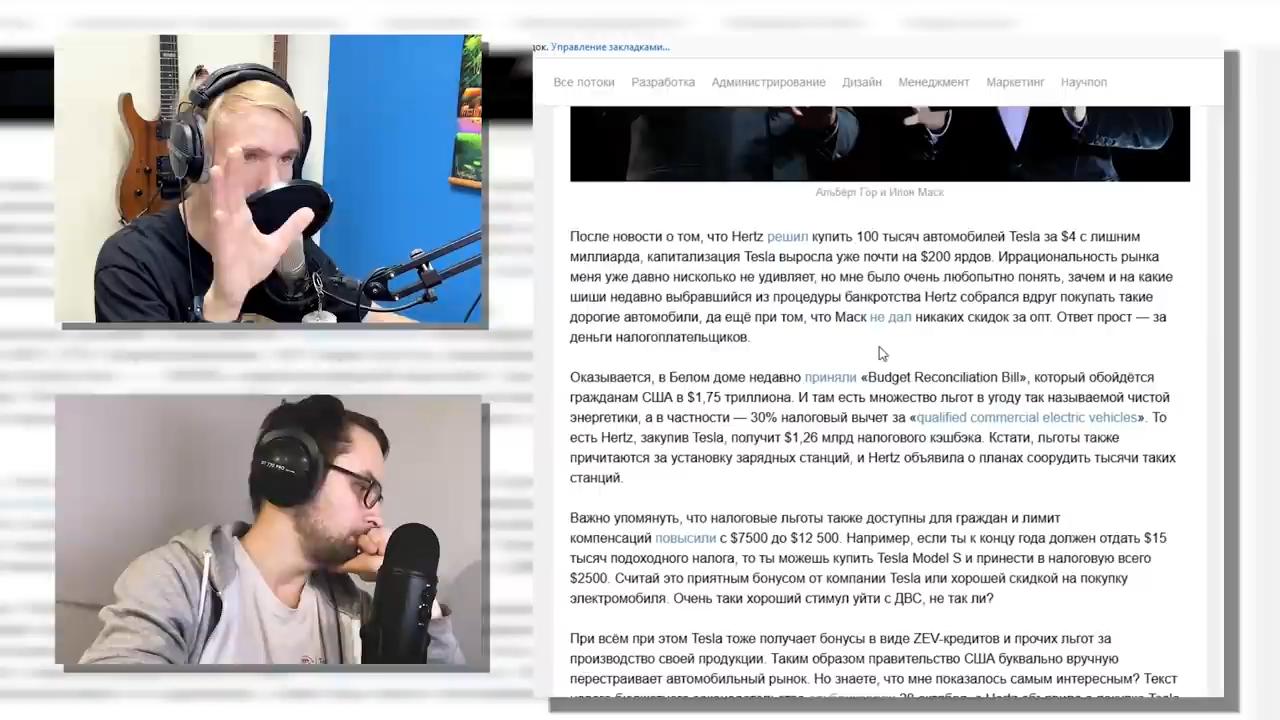 док. Управление закладками...
Все потоки Разработка Администрирование Дизайн Менеджмент Маркетинг Научпоп
Альберт Гор и Илон Маск
После новости о том, что Hertz решил купить 100 тысяч автомобилей Tesla за $4 с лишним
миллиарда, капитализация Tesla выросла уже почти на $200 ярдов. Иррациональность рынка
меня уже давно нисколько не удивляет, но мне было очень любопытно понять, зачем и на какие
шиши недавно выбравшийся из процедуры банкротства Hertz собрался вдруг покупать такие
дорогие автомобили, да ещё при том, что Маск не дал никаких скидок за опт. Ответ прост — за
деньги налогоплательщиков.
Оказывается, в Белом доме недавно приняли «Budget Reconciliation Bill», который обойдётся
гражданам США в $1,75 триллиона. И там есть множество льгот в угоду так называемой чистой
энергетики, а в частности — 30% налоговый вычет за «qualified commercial electric vehicles». То
есть Hertz, закупив Tesla, получит $1,26 млрд налогового кэшбэка. Кстати, льготы также
причитаются за установку зарядных станций, и Hertz объявила о планах соорудить тысячи таких
станций.
Важно упомянуть, что налоговые льготы также доступны для граждан и лимит
компенсаций повысили с $7500 до $12 500. Например, если ты к концу года должен отдать $15
тысяч подоходного налога, то ты можешь купить Tesla Model S и принести в налоговую всего
$2500. Считай это приятным бонусом от компании Tesla или хорошей скидкой на покупку
электромобиля. Очень таки хороший стимул уйти с ДВС, не так ли?
При всём при этом Tesla тоже получает бонусы в виде ZEV-кредитов и прочих льгот за
производство своей продукции. Таким образом правительство США буквально вручную
перестраивает автомобильный рынок. Но знаете, что мне показалось самым интересным? Текст